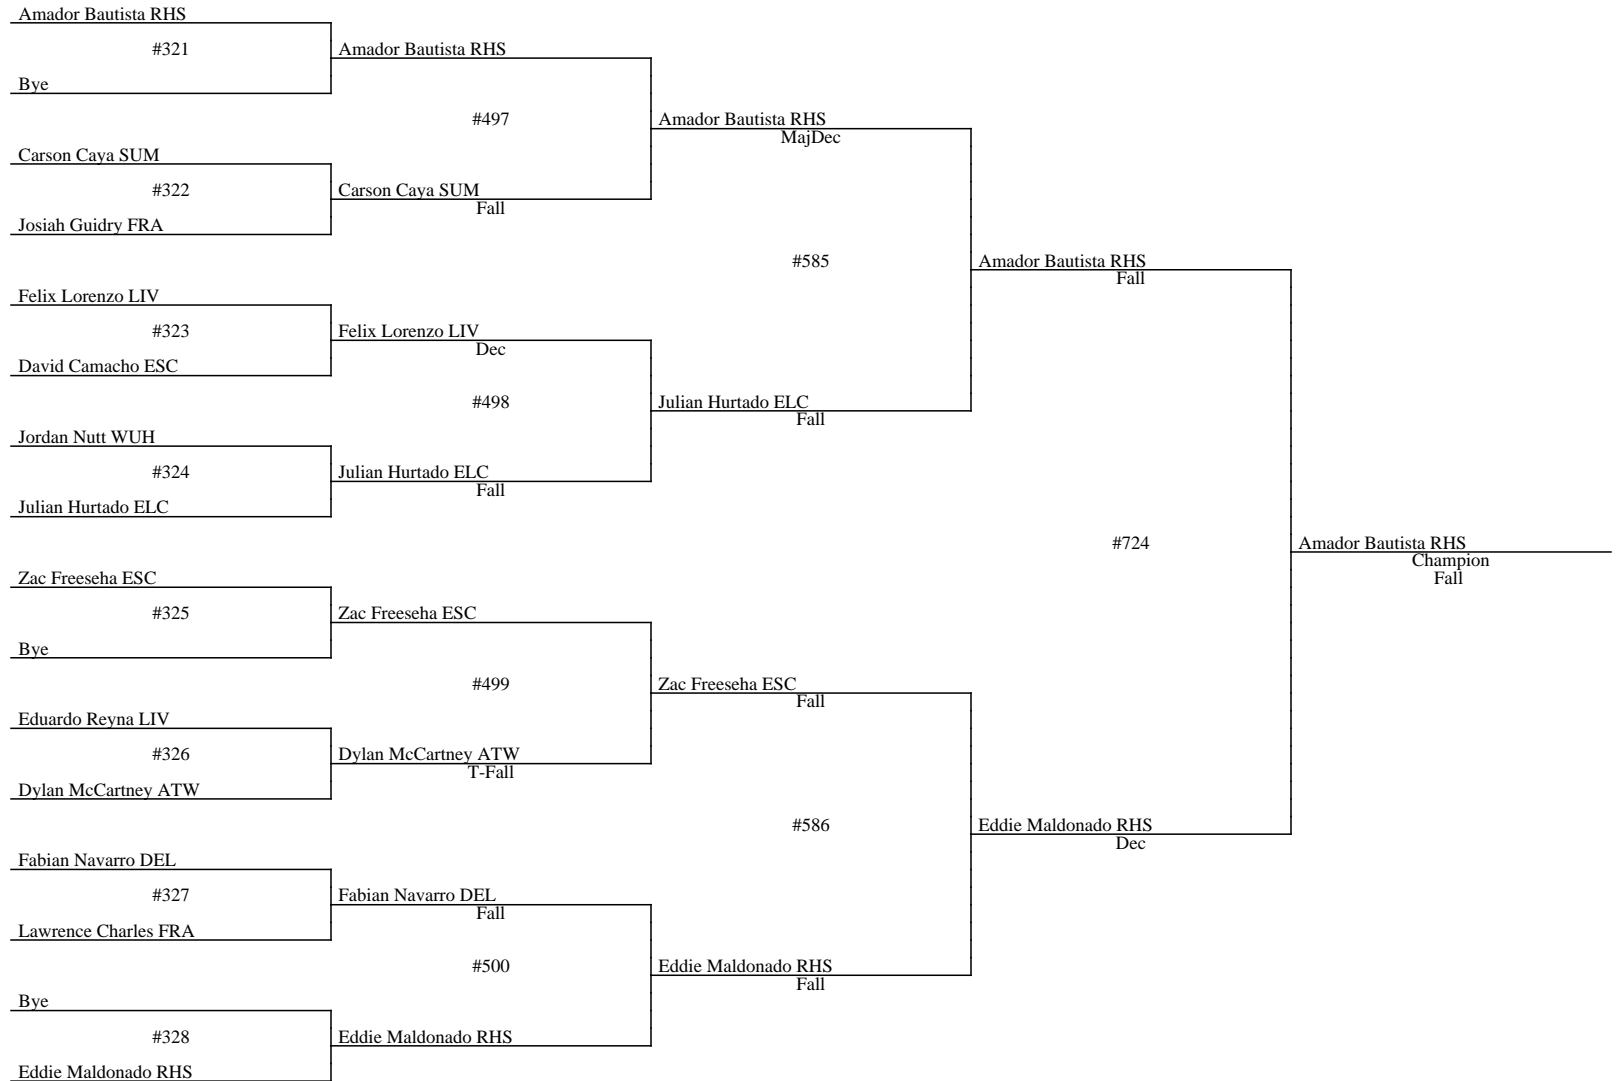 Amador Bautista RHS
#321
Amador Bautista RHS
Bye
#497
Amador Bautista RHS
MajDec
Carson Caya SUM
#322
Carson Caya SUM
Fall
Josiah Guidry FRA
#585
Amador Bautista RHS
Fall
Felix Lorenzo LIV
#323
Felix Lorenzo LIV
Dec
David Camacho ESC
#498
Julian Hurtado ELC
Fall
Jordan Nutt WUH
#324
Julian Hurtado ELC
Fall
Julian Hurtado ELC
#724
Amador Bautista RHS
Champion
Fall
Zac Freeseha ESC
#325
Zac Freeseha ESC
Bye
#499
Zac Freeseha ESC
Fall
Eduardo Reyna LIV
#326
Dylan McCartney ATW
T-Fall
Dylan McCartney ATW
#586
Eddie Maldonado RHS
Dec
Fabian Navarro DEL
#327
Fabian Navarro DEL
Fall
Lawrence Charles FRA
#500
Eddie Maldonado RHS
Fall
Bye
#328
Eddie Maldonado RHS
Eddie Maldonado RHS